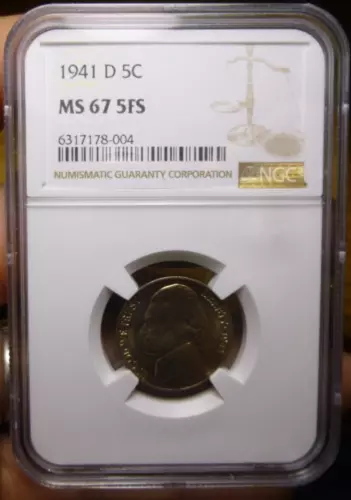 1941 D 5C
MS 67 5FS
6317178-004
NUMISMATIC GUARANTY CORPORATION
NGC